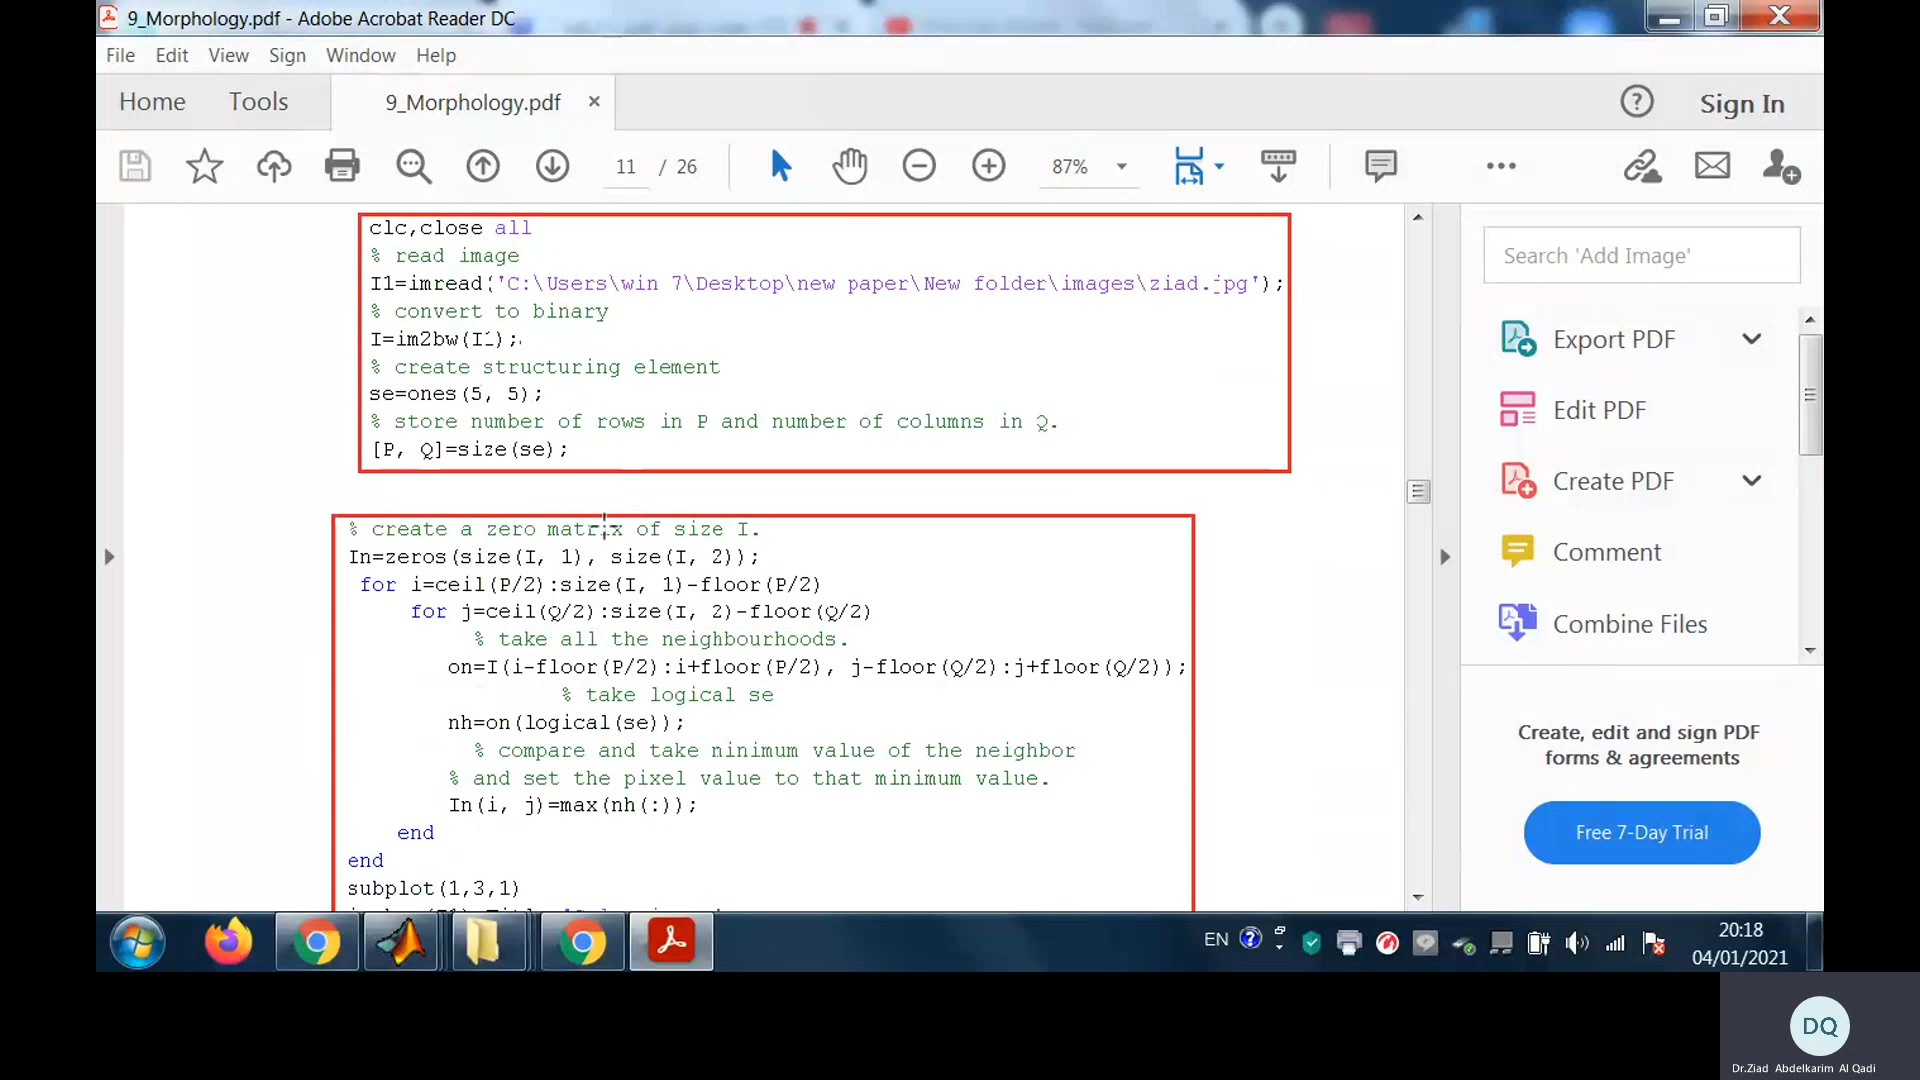 9_Morphology.pdf - Adobe Acrobat Reader DC
File Edit View Sign Window Help
Home Tools 9_Morphology.pdf × Sign In
11 / 26 87%
clc,close all
% read image
I1=imread('C:\Users\win 7\Desktop\new paper\New folder\images\ziad.jpg');
% convert to binary
I=im2bw(I1);
% create structuring element
se=ones(5, 5);
% store number of rows in P and number of columns in Q.
[P, Q]=size(se);
% create a zero matrix of size I.
In=zeros(size(I, 1), size(I, 2));
for i=ceil(P/2):size(I, 1)-floor(P/2)
for j=ceil(Q/2):size(I, 2)-floor(Q/2)
% take all the neighbourhoods.
on=I(i-floor(P/2):i+floor(P/2), j-floor(Q/2):j+floor(Q/2));
% take logical se
nh=on(logical(se));
% compare and take ninimum value of the neighbor
% and set the pixel value to that minimum value.
In(i, j)=max(nh(:));
end
end
subplot(1,3,1)
Search 'Add Image'
Export PDF
Edit PDF
Create PDF
Comment
Combine Files
Create, edit and sign PDF
forms & agreements
Free 7-Day Trial
EN
20:18
04/01/2021
DQ
Dr.Ziad Abdelkarim Al Qadi